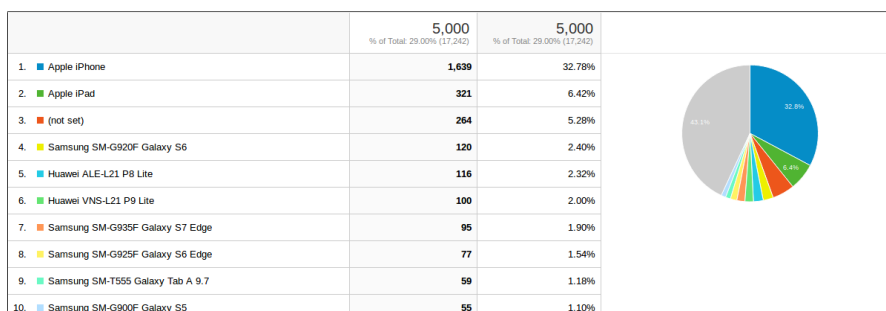 5,000 5,000
% of Total: 29.00% (17,242) % of Total: 29.00% (17,242)
1. Apple iPhone 1,639 32.78%
2. Apple iPad 321 6.42%
3. (not set) 264 5.28%
4. Samsung SM-G920F Galaxy S6 120 2.40%
5. Huawei ALE-L21 P8 Lite 116 2.32%
6. Huawei VNS-L21 P9 Lite 100 2.00%
7. Samsung SM-G935F Galaxy S7 Edge 95 1.90%
8. Samsung SM-G925F Galaxy S6 Edge 77 1.54%
9. Samsung SM-T555 Galaxy Tab A 9.7 59 1.18%
10. Samsung SM-G900F Galaxy S5 55 1.10%
32.8%
43.1%
6.4%